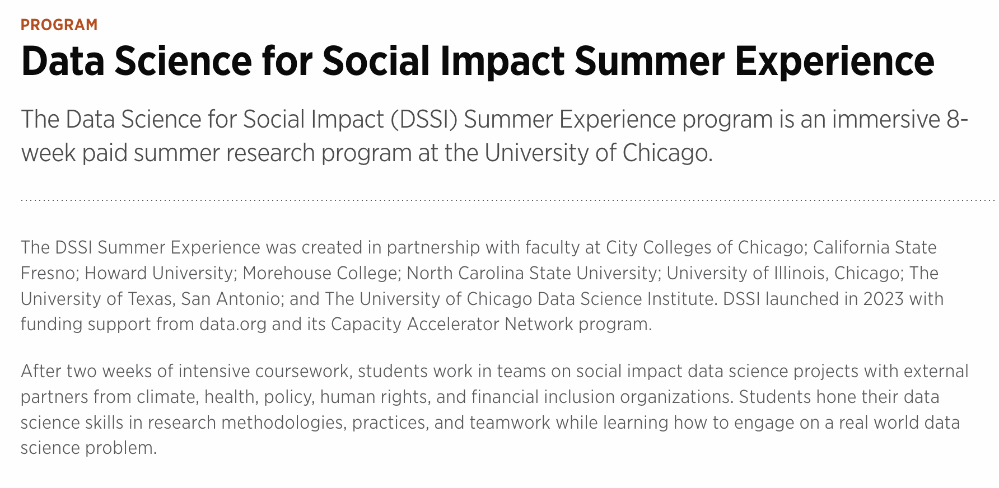 PROGRAM
Data Science for Social Impact Summer Experience
The Data Science for Social Impact (DSSI) Summer Experience program is an immersive 8-
week paid summer research program at the University of Chicago.
The DSSI Summer Experience was created in partnership with faculty at City Colleges of Chicago; California State
Fresno; Howard University; Morehouse College; North Carolina State University; University of Illinois, Chicago; The
University of Texas, San Antonio; and The University of Chicago Data Science Institute. DSSI launched in 2023 with
funding support from data.org and its Capacity Accelerator Network program.
After two weeks of intensive coursework, students work in teams on social impact data science projects with external
partners from climate, health, policy, human rights, and financial inclusion organizations. Students hone their data
science skills in research methodologies, practices, and teamwork while learning how to engage on a real world data
science problem.